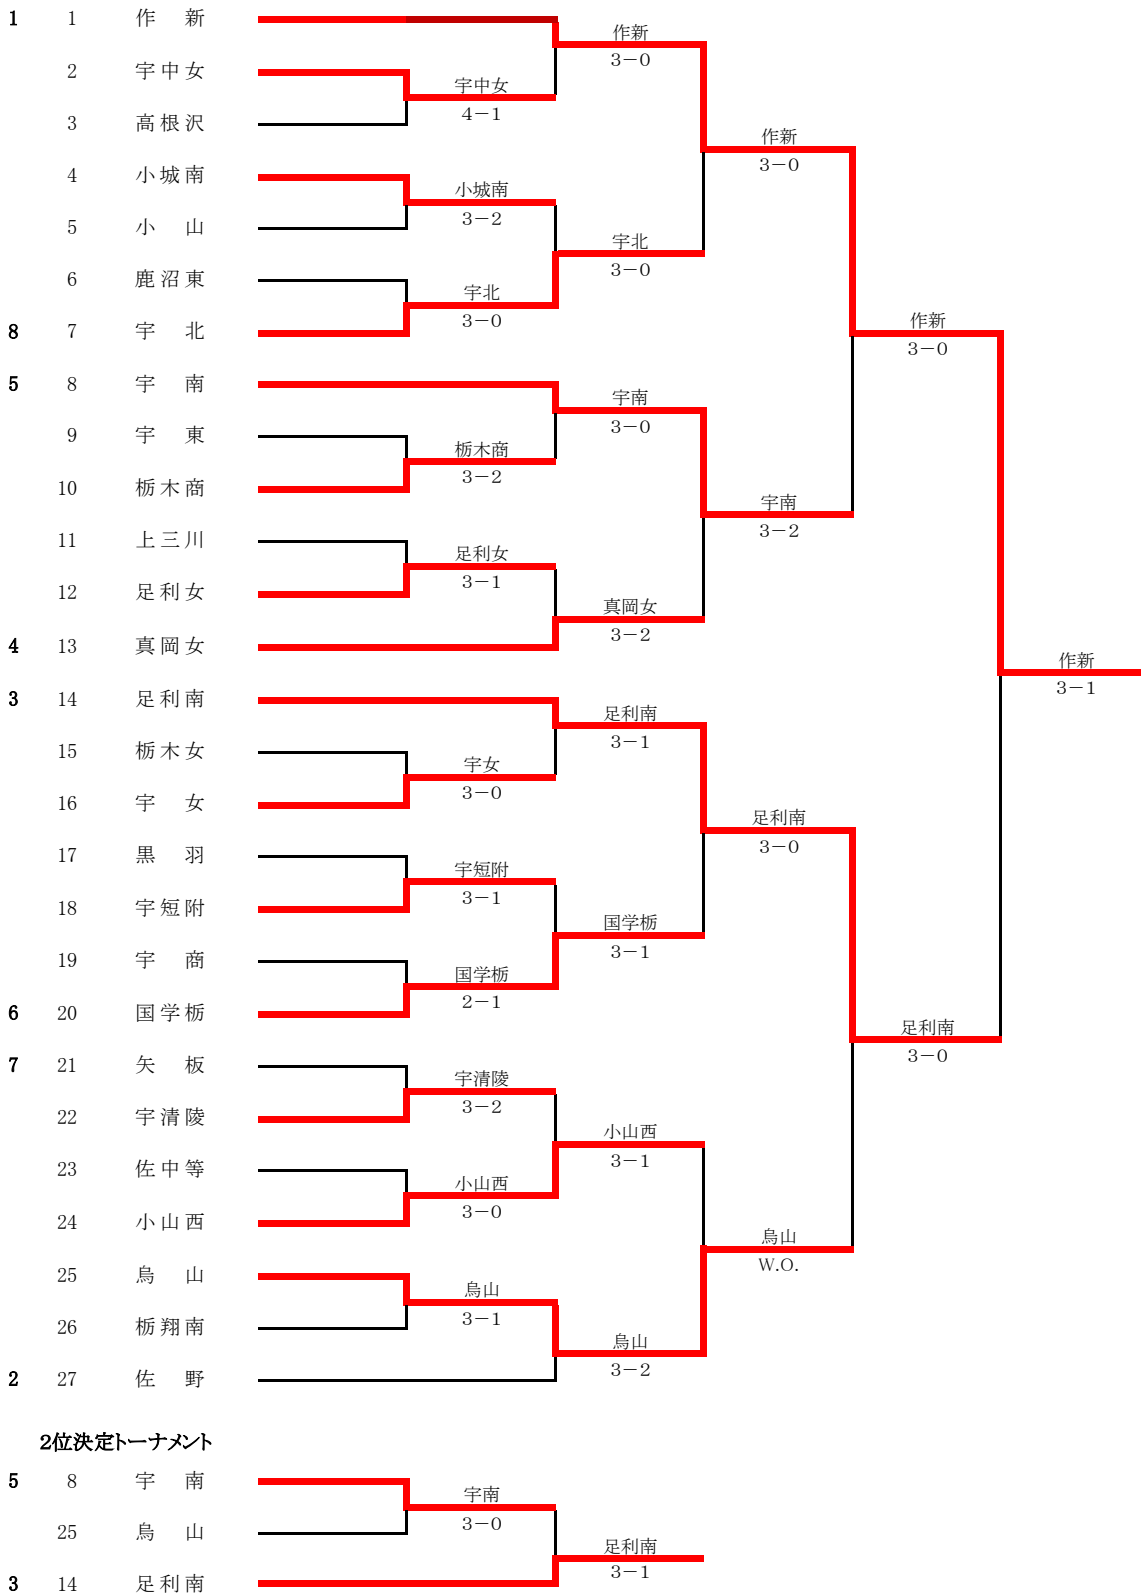 1 1 作 新
作新
3-0
2 宇中女
宇中女
4-1
3 高根沢
作新
3-0
4 小城南
小城南
3-2
5 小 山
宇北
3-0
6 鹿沼東
宇北
3-0
8 7 宇 北
作新
3-0
5 8 宇 南
宇南
3-0
9 宇 東
栃木商
3-2
10 栃木商
宇南
3-2
11 上三川
足利女
3-1
12 足利女
真岡女
3-2
4 13 真岡女
作新
3-1
3 14 足利南
足利南
3-1
15 栃木女
宇女
3-0
16 宇 女
足利南
3-0
17 黒 羽
宇短附
3-1
18 宇短附
国学栃
3-1
19 宇 商
国学栃
2-1
6 20 国学栃
足利南
3-0
7 21 矢 板
宇清陵
3-2
22 宇清陵
小山西
3-1
23 佐中等
小山西
3-0
24 小山西
烏山
W.O.
25 烏 山
烏山
3-1
26 栃翔南
烏山
3-2
2 27 佐 野
2位決定トーナメント
5 8 宇 南
宇南
3-0
25 烏 山
足利南
3-1
3 14 足利南